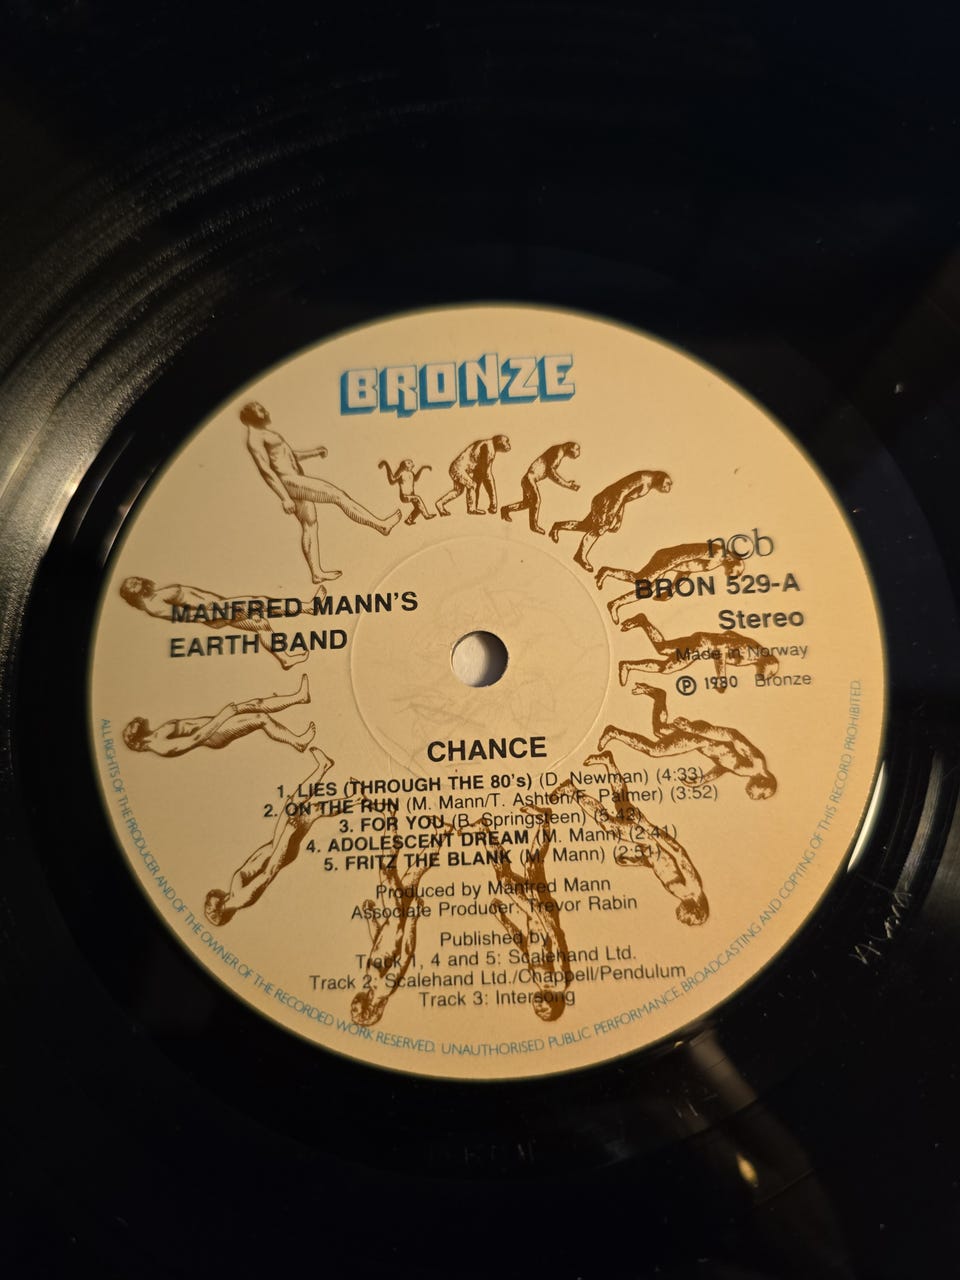 BRONZE
ncb
BRON 529-A
Stereo
Made in Norway
℗ 1980 Bronze
MANFRED MANN'S
EARTH BAND
CHANCE
1. LIES (THROUGH THE 80's) (D. Newman) (4:33)
2. ON THE RUN (M. Mann/T. Ashton/F. Palmer) (3:52)
3. FOR YOU (B. Springsteen) (5:42)
4. ADOLESCENT DREAM (M. Mann) (2:41)
5. FRITZ THE BLANK (M. Mann) (2:51)
Produced by Manfred Mann
Associate Producer: Trevor Rabin
Published by
Track 1, 4 and 5: Scalehand Ltd.
Track 2: Scalehand Ltd./Chappell/Pendulum
Track 3: Intersong
ALL RIGHTS OF THE PRODUCER AND OF THE OWNER OF THE RECORDED WORK RESERVED. UNAUTHORISED PUBLIC PERFORMANCE, BROADCASTING AND COPYING OF THIS RECORD PROHIBITED.